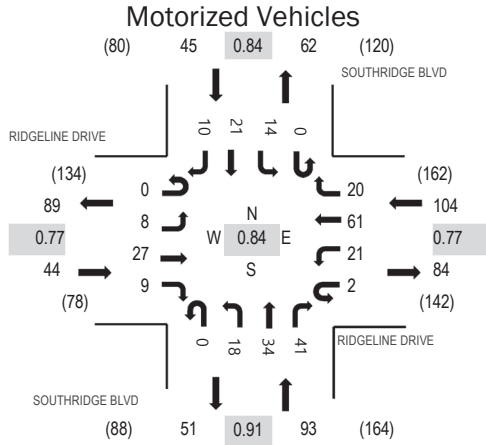 Motorized Vehicles
(80) 45 0.84 62 (120)
SOUTHRIDGE BLVD
RIDGELINE DRIVE
10 21 14 0
(134) (162)
89 0 20 104
8 N 61
0.77 W 0.84 E 0.77
27 S 21
44 9 2 84
(78) (142)
0 18 34 41
RIDGELINE DRIVE
SOUTHRIDGE BLVD
(88) 51 0.91 93 (164)